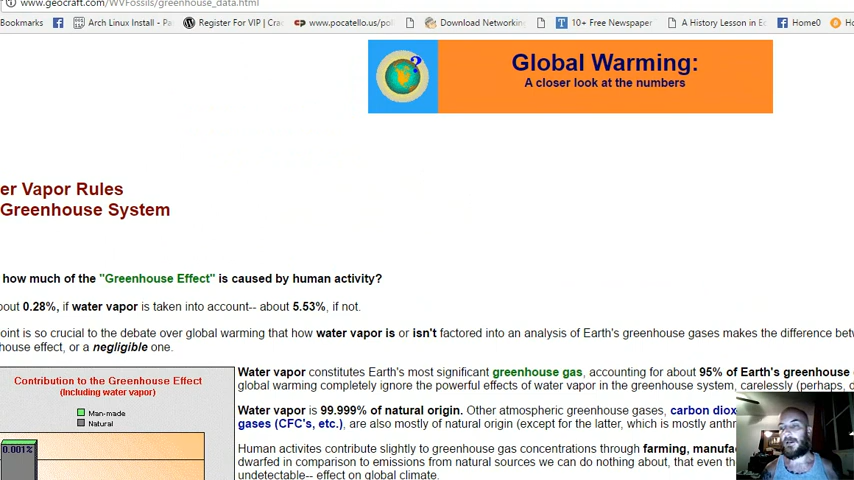 www.geocraft.com/WVFossils/greenhouse_data.html
Bookmarks Arch Linux Install - Par Register For VIP | Cra www.pocatello.us/pol Download Networking 10+ Free Newspaper A History Lesson in E Home0 Ho
Global Warming:
A closer look at the numbers
er Vapor Rules
Greenhouse System
how much of the "Greenhouse Effect" is caused by human activity?
out 0.28%, if water vapor is taken into account-- about 5.53%, if not.
oint is so crucial to the debate over global warming that how water vapor is or isn't factored into an analysis of Earth's greenhouse gases makes the difference betw
house effect, or a negligible one.
Contribution to the Greenhouse Effect
(Including water vapor)
Man-made
Natural
0.001%
Water vapor constitutes Earth's most significant greenhouse gas, accounting for about 95% of Earth's greenhouse
global warming completely ignore the powerful effects of water vapor in the greenhouse system, carelessly (perhaps, d
Water vapor is 99.999% of natural origin. Other atmospheric greenhouse gases, carbon diox
gases (CFC's, etc.), are also mostly of natural origin (except for the latter, which is mostly anth
Human activites contribute slightly to greenhouse gas concentrations through farming, manufac
dwarfed in comparison to emissions from natural sources we can do nothing about, that even th
undetectable-- effect on global climate.